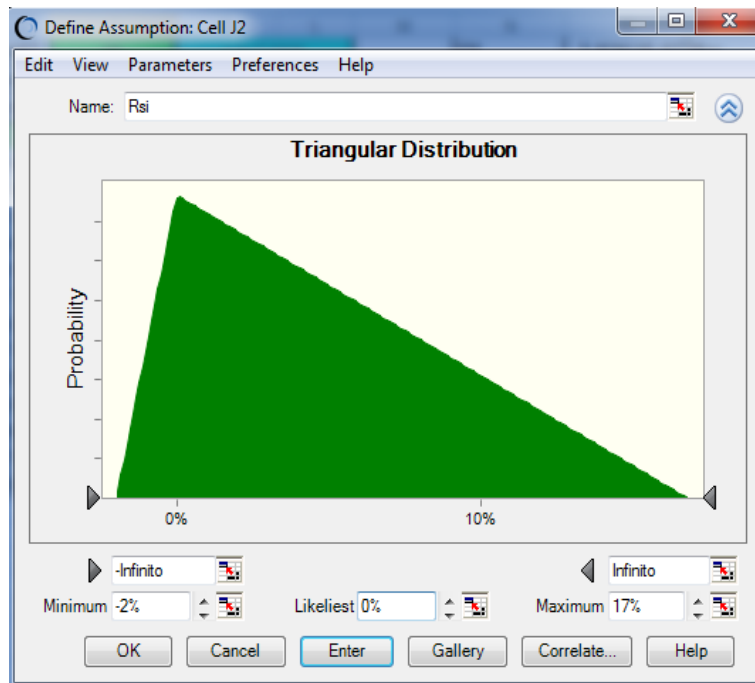 Define Assumption: Cell J2
Edit View Parameters Preferences Help
Name: Rsi
Triangular Distribution
Probability
0% 10%
-Infinito Infinito
Minimum -2% Likeliest 0% Maximum 17%
OK Cancel Enter Gallery Correlate... Help